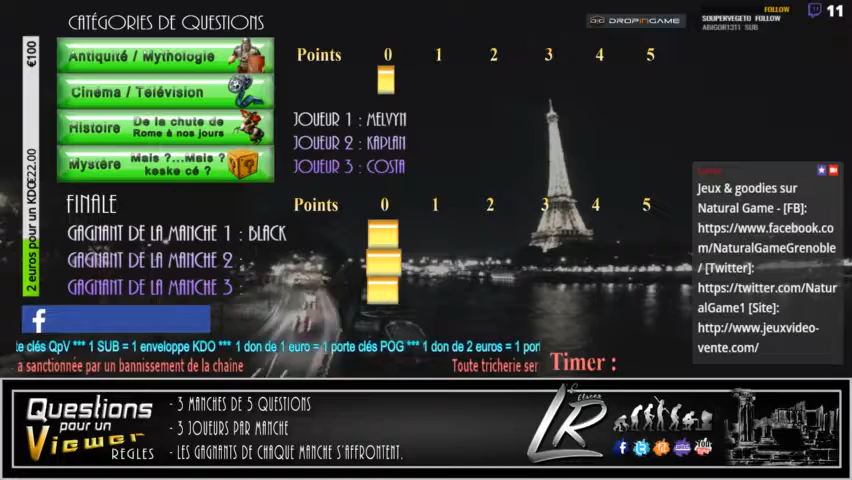 CATÉGORIES DE QUESTIONS
Antiquité / Mythologie
Cinéma / Télévision
Histoire De la chute de Rome à nos jours
Mystère Mais ?...Mais ? keske cé ?
€100
€22.00
2 euros pour un KDO
Points 0 1 2 3 4 5
JOUEUR 1 : MELVYN
JOUEUR 2 : KAPLAN
JOUEUR 3 : COSTA
FINALE
Points 0 1 2 3 4 5
GAGNANT DE LA MANCHE 1 : BLACK
GAGNANT DE LA MANCHE 2 :
GAGNANT DE LA MANCHE 3 :
DROPINGAME
FOLLOW
SOUPERVEGETO FOLLOW
ABIGOR1311 SUB
11
Jeux & goodies sur
Natural Game - [FB]:
https://www.facebook.co
m/NaturalGameGrenoble
/ [Twitter]:
https://twitter.com/Natur
alGame1 [Site]:
http://www.jeuxvideo-
vente.com/
f
te clés QpV *** 1 SUB = 1 enveloppe KDO *** 1 don de 1 euro = 1 porte clés POG *** 1 don de 2 euros = 1 port
a sanctionnée par un bannissement de la chaine Toute tricherie ser
Timer :
Questions
pour un
Viewer
REGLES
- 3 MANCHES DE 5 QUESTIONS
- 3 JOUEURS PAR MANCHE
- LES GAGNANTS DE CHAQUE MANCHE S'AFFRONTENT.
LR